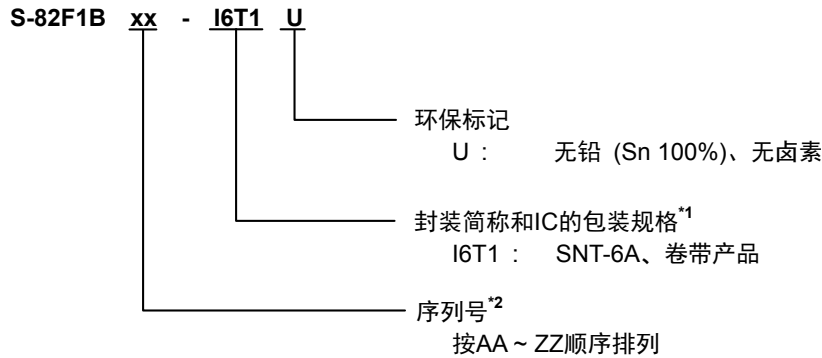 S-82F1B xx - I6T1 U
环保标记
U : 无铅 (Sn 100%)、无卤素
封装简称和IC的包装规格*1
I6T1 : SNT-6A、卷带产品
序列号*2
按AA ~ ZZ顺序排列